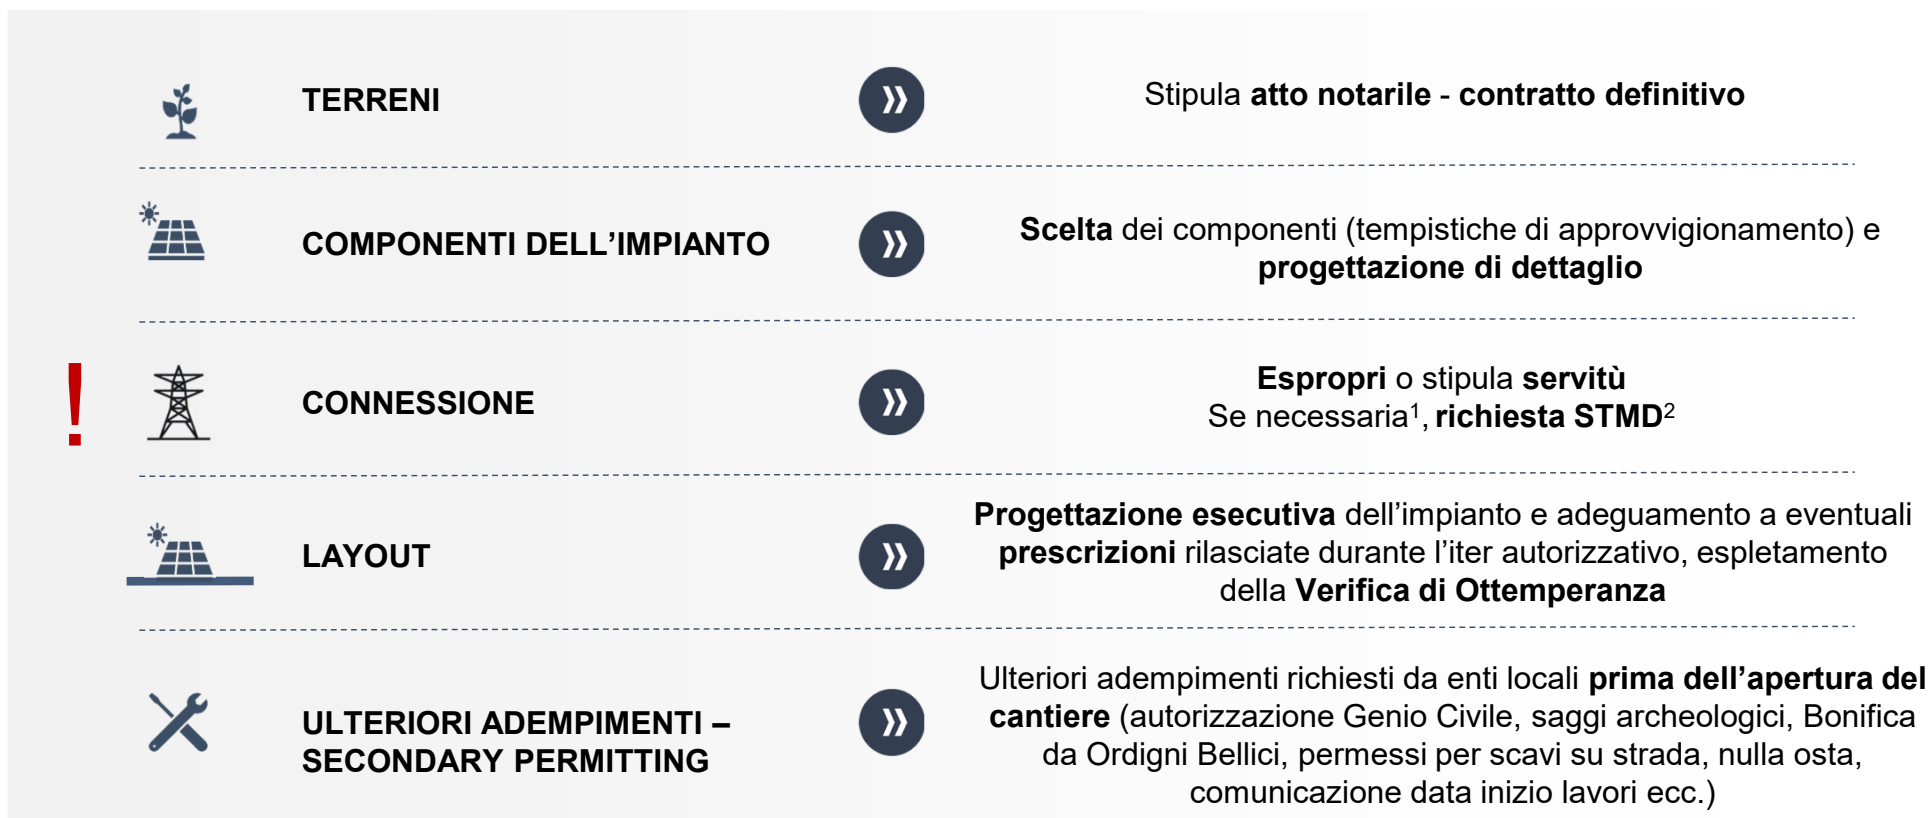 TERRENI
Stipula atto notarile - contratto definitivo
COMPONENTI DELL’IMPIANTO
Scelta dei componenti (tempistiche di approvvigionamento) e
progettazione di dettaglio
!
CONNESSIONE
Espropri o stipula servitù
Se necessaria¹, richiesta STMD²
LAYOUT
Progettazione esecutiva dell’impianto e adeguamento a eventuali
prescrizioni rilasciate durante l’iter autorizzativo, espletamento
della Verifica di Ottemperanza
ULTERIORI ADEMPIMENTI –
SECONDARY PERMITTING
Ulteriori adempimenti richiesti da enti locali prima dell’apertura del
cantiere (autorizzazione Genio Civile, saggi archeologici, Bonifica
da Ordigni Bellici, permessi per scavi su strada, nulla osta,
comunicazione data inizio lavori ecc.)